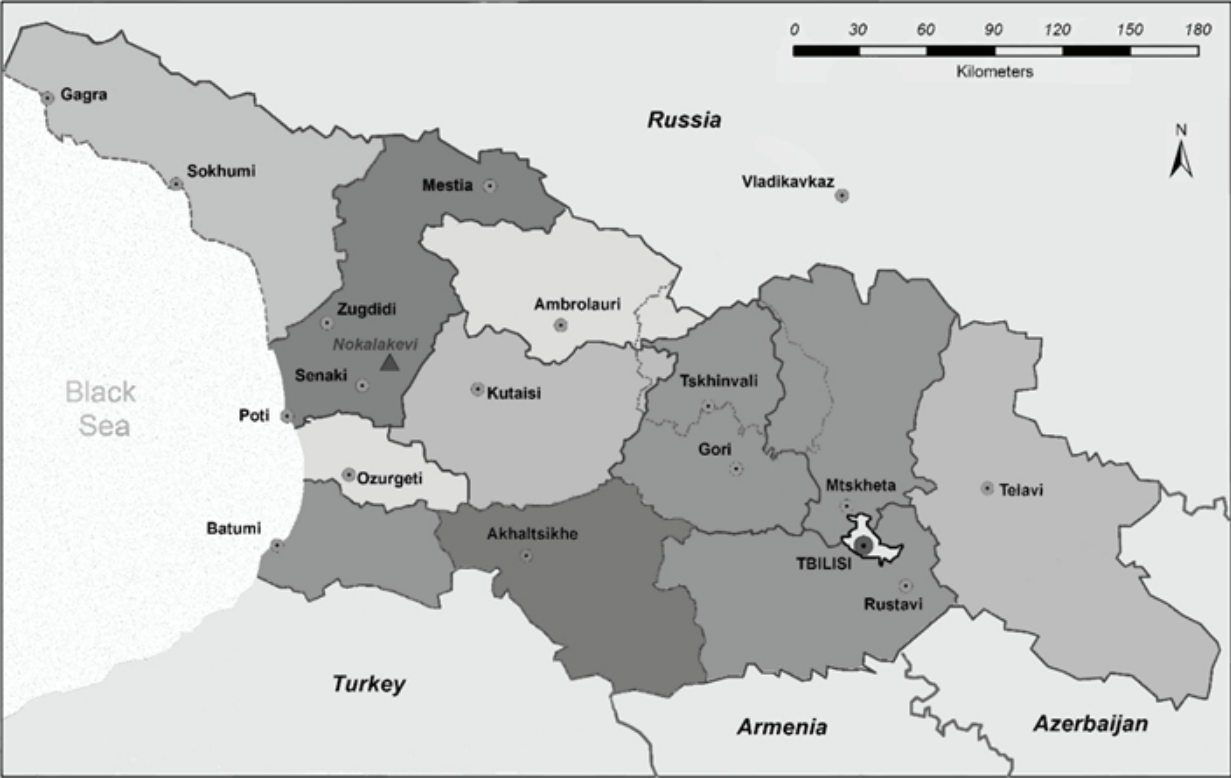 0 30 60 90 120 150 180
Kilometers
Gagra
Russia
N
Sokhumi
Mestia
Vladikavkaz
Zugdidi
Ambrolauri
Nokalakevi
Senaki
Tskhinvali
Black
Sea
Kutaisi
Poti
Gori
Ozurgeti
Mtskheta
Telavi
Batumi
Akhaltsikhe
TBILISI
Rustavi
Turkey
Armenia
Azerbaijan